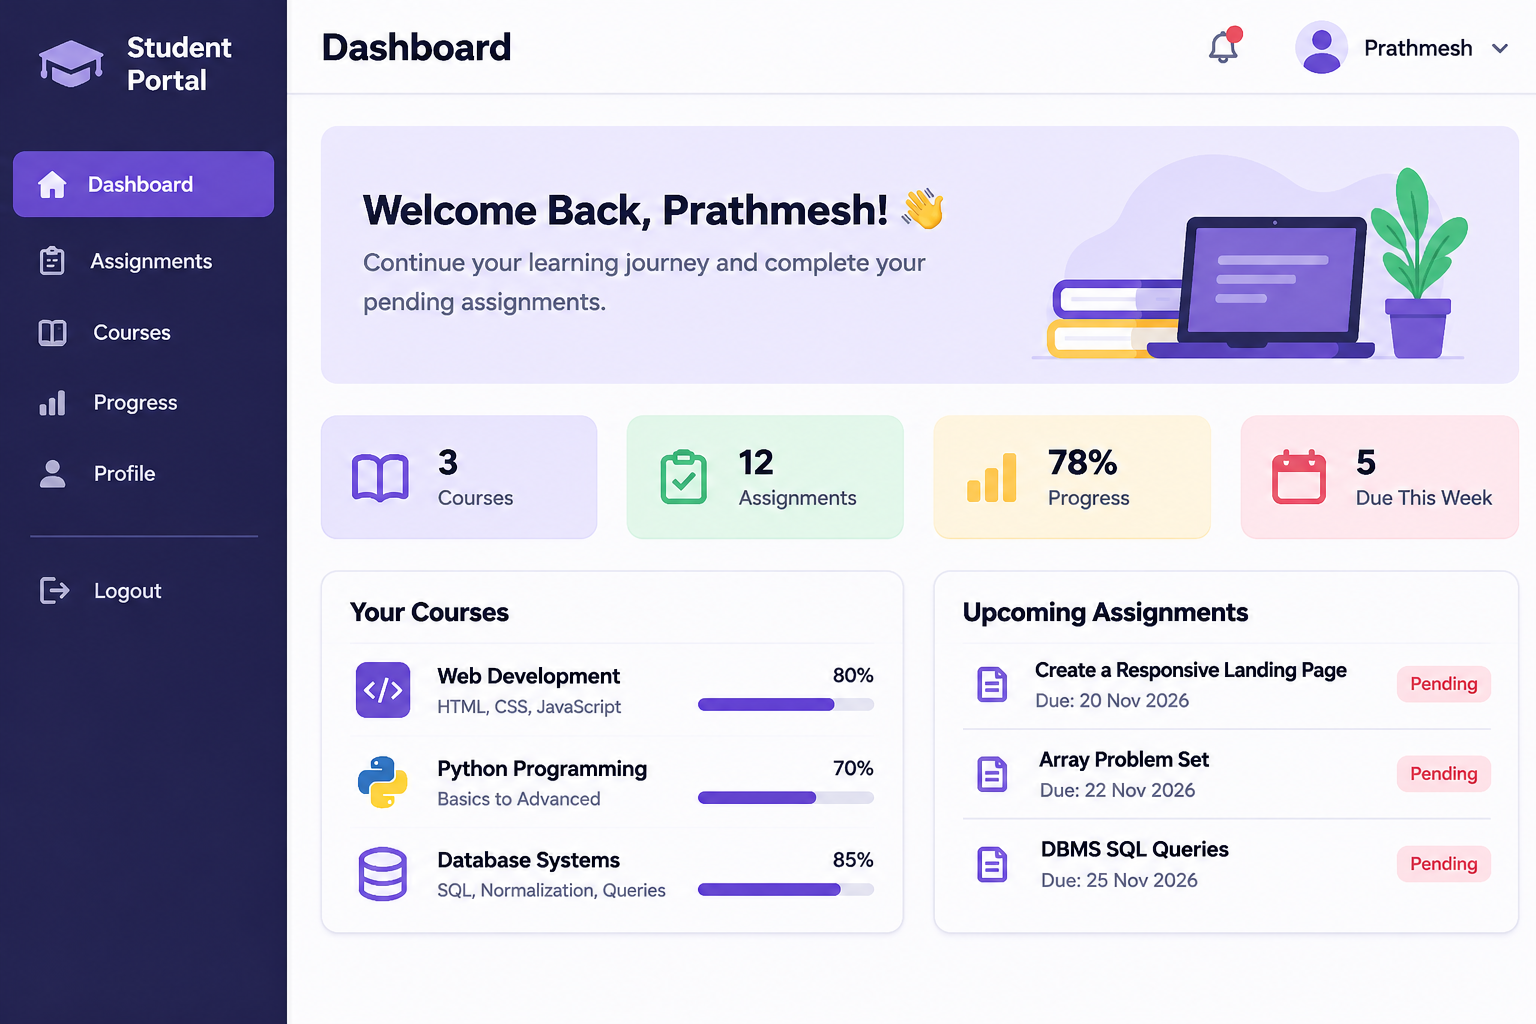 Student
Portal
Dashboard
Assignments
Courses
Progress
Profile
Logout
Dashboard
Prathmesh
Welcome Back, Prathmesh! 👋
Continue your learning journey and complete your
pending assignments.
3
Courses
12
Assignments
78%
Progress
5
Due This Week
Your Courses
Web Development
80%
HTML, CSS, JavaScript
Python Programming
70%
Basics to Advanced
Database Systems
85%
SQL, Normalization, Queries
Upcoming Assignments
Create a Responsive Landing Page
Due: 20 Nov 2026
Pending
Array Problem Set
Due: 22 Nov 2026
Pending
DBMS SQL Queries
Due: 25 Nov 2026
Pending